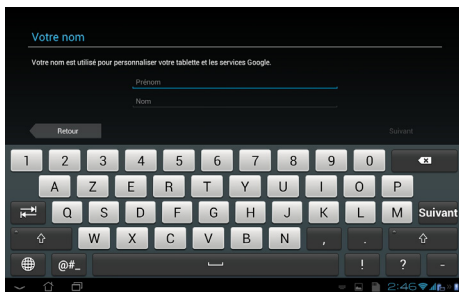 Votre nom
Votre nom est utilisé pour personnaliser votre tablette et les services Google.
Prénom
Nom
Retour
Suivant
1 2 3 4 5 6 7 8 9 0
A Z E R T Y U I O P
Q S D F G H J K L M Suivant
W X C V B N , .
@#_ ! ? -
2:46